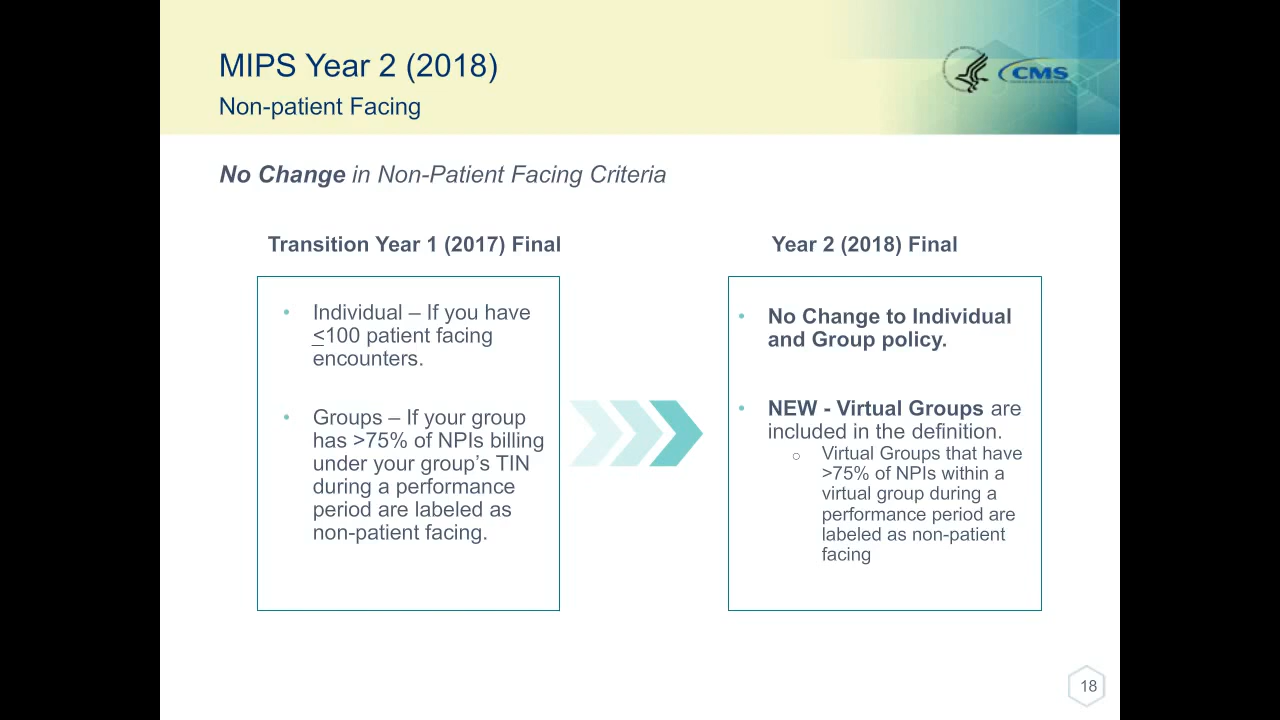 MIPS Year 2 (2018)
Non-patient Facing
CMS
No Change in Non-Patient Facing Criteria
Transition Year 1 (2017) Final
• Individual – If you have
<100 patient facing
encounters.
• Groups – If your group
has >75% of NPIs billing
under your group’s TIN
during a performance
period are labeled as
non-patient facing.
Year 2 (2018) Final
• No Change to Individual
and Group policy.
• NEW - Virtual Groups are
included in the definition.
○ Virtual Groups that have
>75% of NPIs within a
virtual group during a
performance period are
labeled as non-patient
facing
18